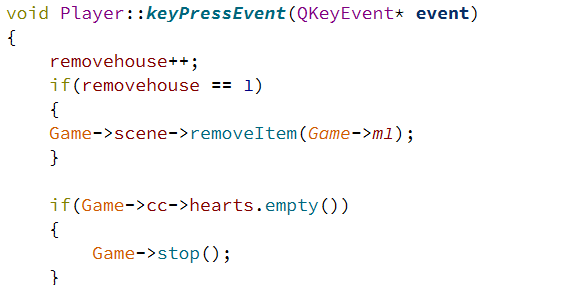 void Player::keyPressEvent(QKeyEvent* event)
{
    removehouse++;
    if(removehouse == 1)
    {
    Game->scene->removeItem(Game->m1);
    }

    if(Game->cc->hearts.empty())
    {
        Game->stop();
    }